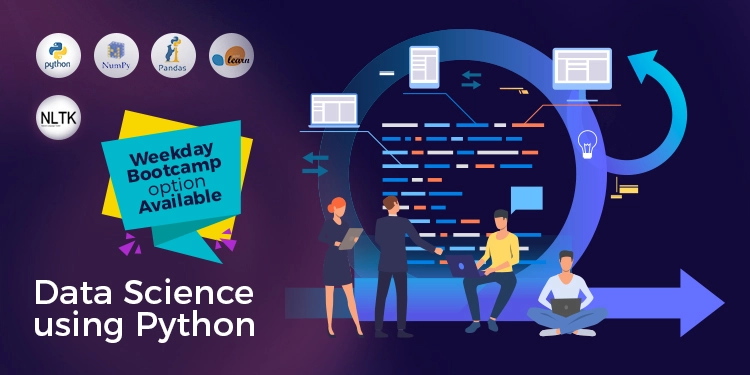 python
NumPy
Pandas
learn
NLTK
Weekday
Bootcamp
option
Available
Data Science
using Python